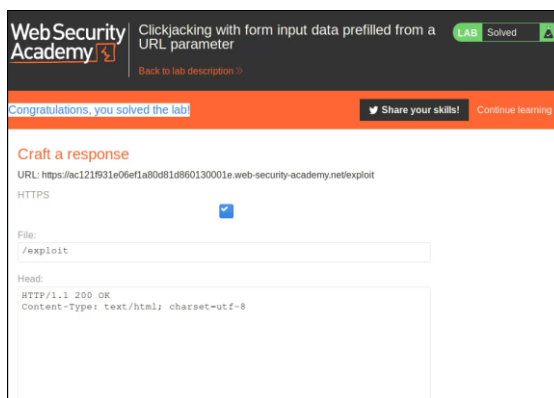 Web Security
Academy
Clickjacking with form input data prefilled from a
URL parameter
Back to lab description
LAB Solved
Congratulations, you solved the lab!
Share your skills!
Continue learning
Craft a response
URL: https://ac121f931e06ef1a80d81d860130001e.web-security-academy.net/exploit
HTTPS
File:
/exploit
Head:
HTTP/1.1 200 OK
Content-Type: text/html; charset=utf-8